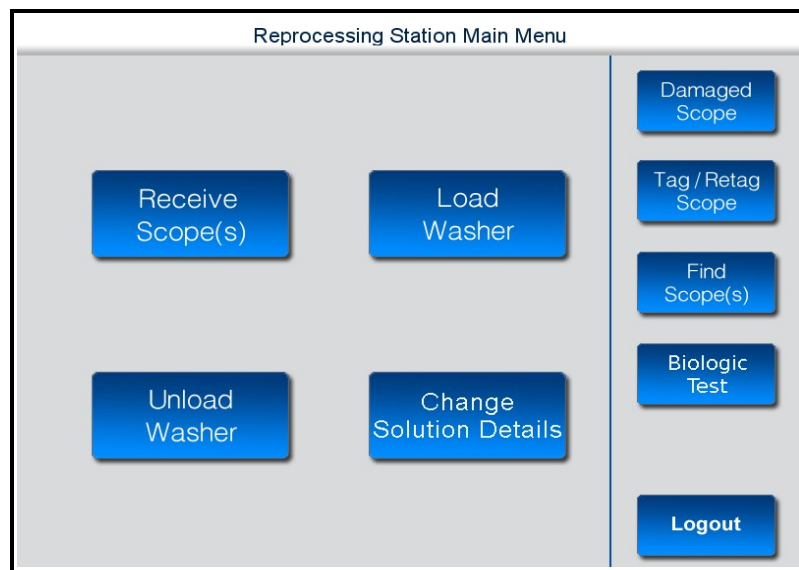 Reprocessing Station Main Menu
Receive
Scope(s)
Load
Washer
Unload
Washer
Change
Solution Details
Damaged
Scope
Tag / Retag
Scope
Find
Scope(s)
Biologic
Test
Logout